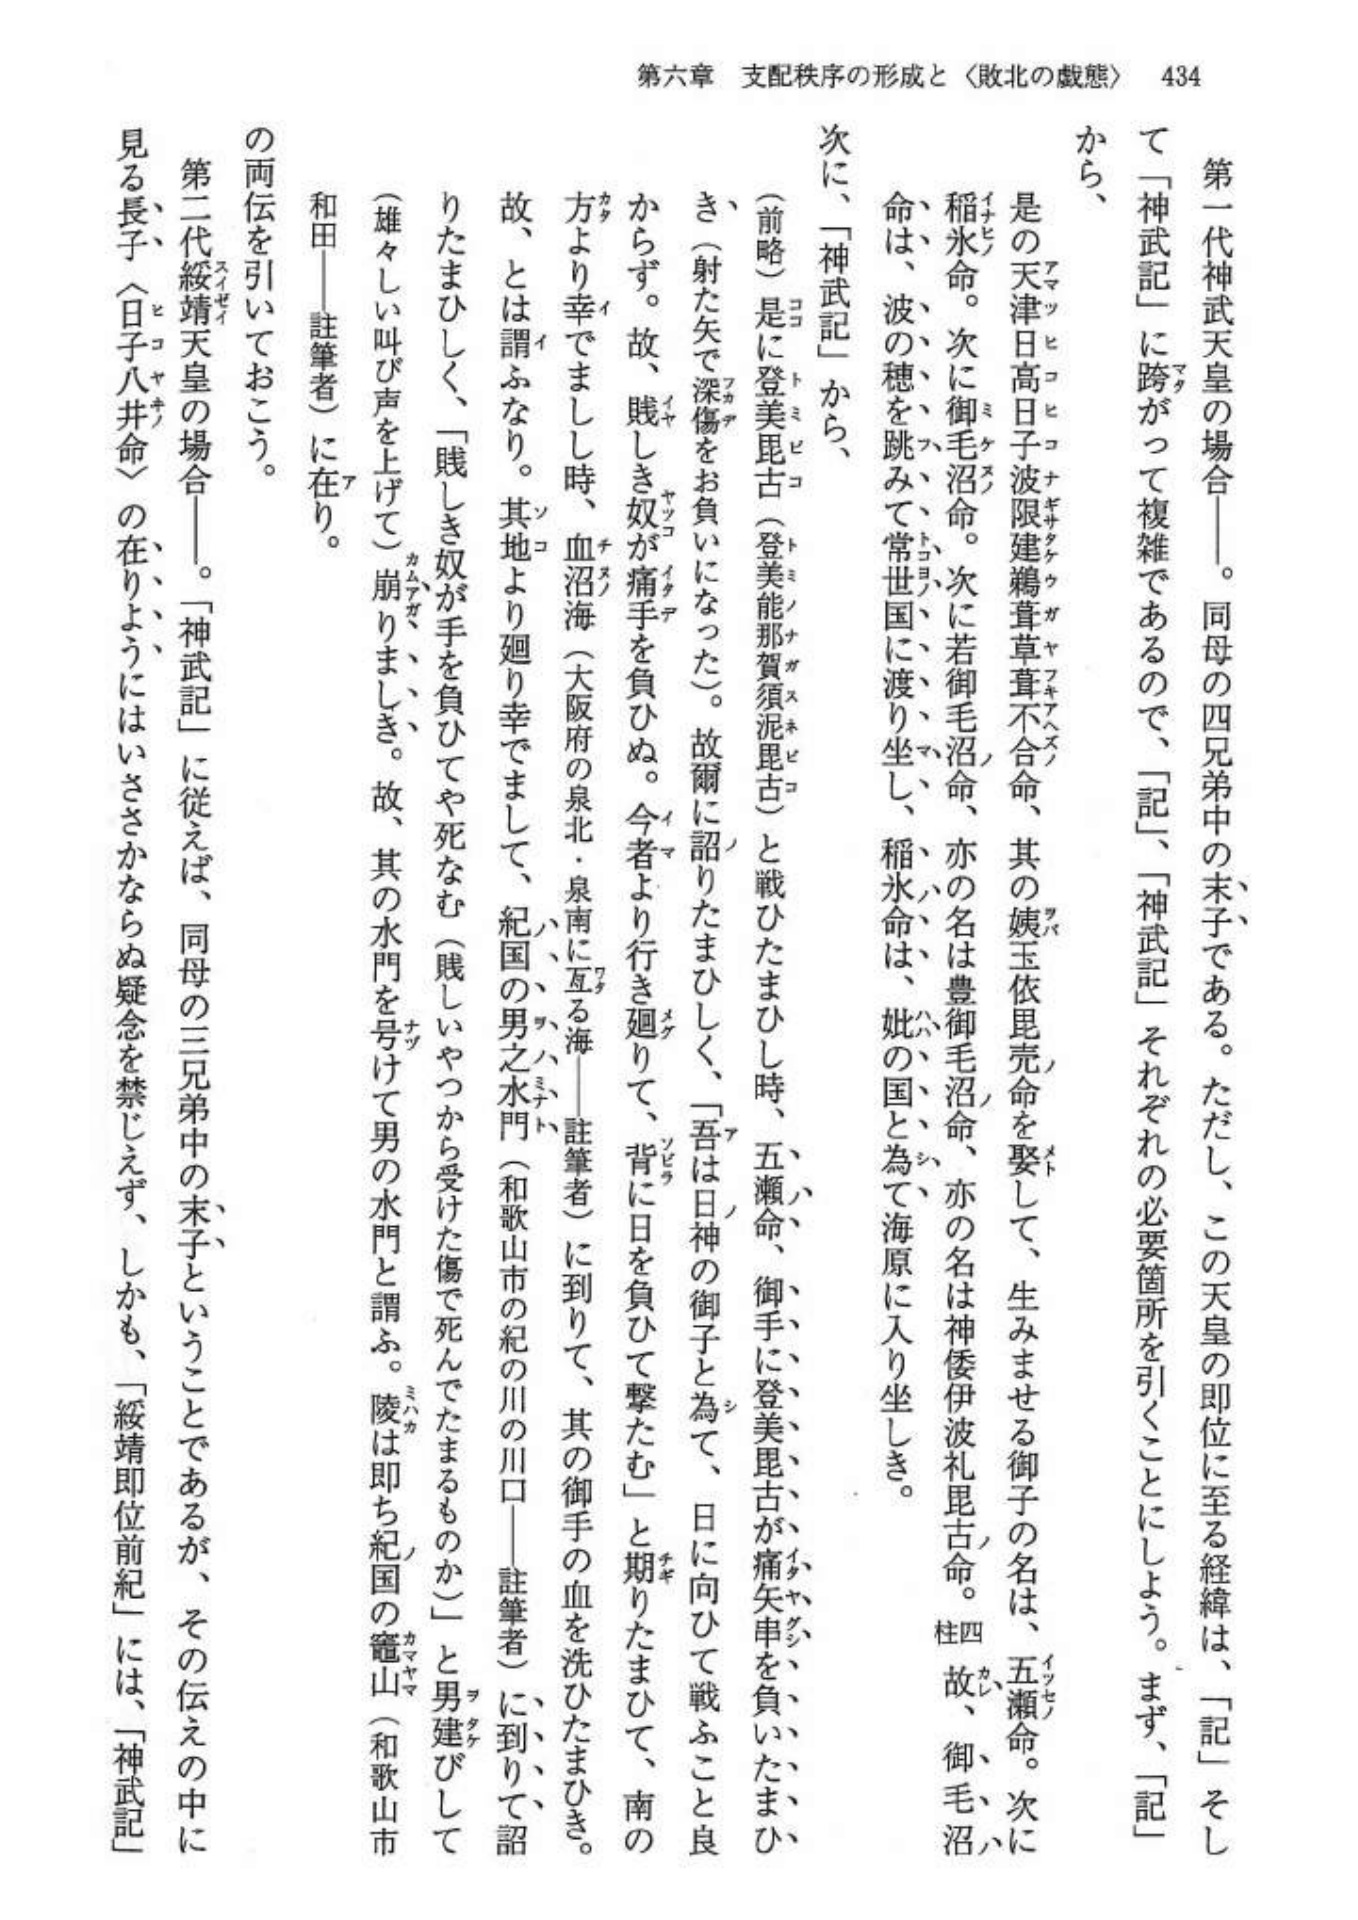 第六章　支配秩序の形成と〈敗北の戯態〉　434
第一代神武天皇の場合――。同母の四兄弟中の末子である。ただし、この天皇の即位に至る経緯は、「記」そし
て「神武記」に跨がって複雑であるので、「記」、「神武記」それぞれの必要箇所を引くことにしよう。まず、「記」
から、
是の天津日高日子波限建鵜葺草葺不合命、其の姨玉依毘売命を娶して、生みませる御子の名は、五瀬命。次に
稲氷命。次に御毛沼命。次に若御毛沼命、亦の名は豊御毛沼命、亦の名は神倭伊波礼毘古命。四柱　故、御毛沼
命は、波の穂を跳みて常世国に渡り坐し、稲氷命は、妣の国と為て海原に入り坐しき。
次に、「神武記」から、
（前略）是に登美毘古（登美能那賀須泥毘古）と戦ひたまひし時、五瀬命、御手に登美毘古が痛矢串を負いたまひ
き（射た矢で深傷をお負いになった）。故爾に詔りたまひしく、「吾は日神の御子と為て、日に向ひて戦ふこと良
からず。故、賎しき奴が痛手を負ひぬ。今者より行き廻りて、背に日を負ひて撃たむ」と期りたまひて、南の
方より幸でましし時、血沼海（大阪府の泉北・泉南に亙る海――註筆者）に到りて、其の御手の血を洗ひたまひき。
故、とは謂ふなり。其地より廻り幸でまして、紀国の男之水門（和歌山市の紀の川の川口――註筆者）に到りて詔
りたまひしく、「賎しき奴が手を負ひてや死なむ（賎しいやつから受けた傷で死んでたまるものか）」と男建びして
（雄々しい叫び声を上げて）崩りましき。故、其の水門を号けて男の水門と謂ふ。陵は即ち紀国の竈山（和歌山市
和田――註筆者）に在り。
の両伝を引いておこう。
第二代綏靖天皇の場合――。「神武記」に従えば、同母の三兄弟中の末子ということであるが、その伝えの中に
見る長子〈日子八井命〉の在りようにはいささかならぬ疑念を禁じえず、しかも、「綏靖即位前紀」には、「神武記」